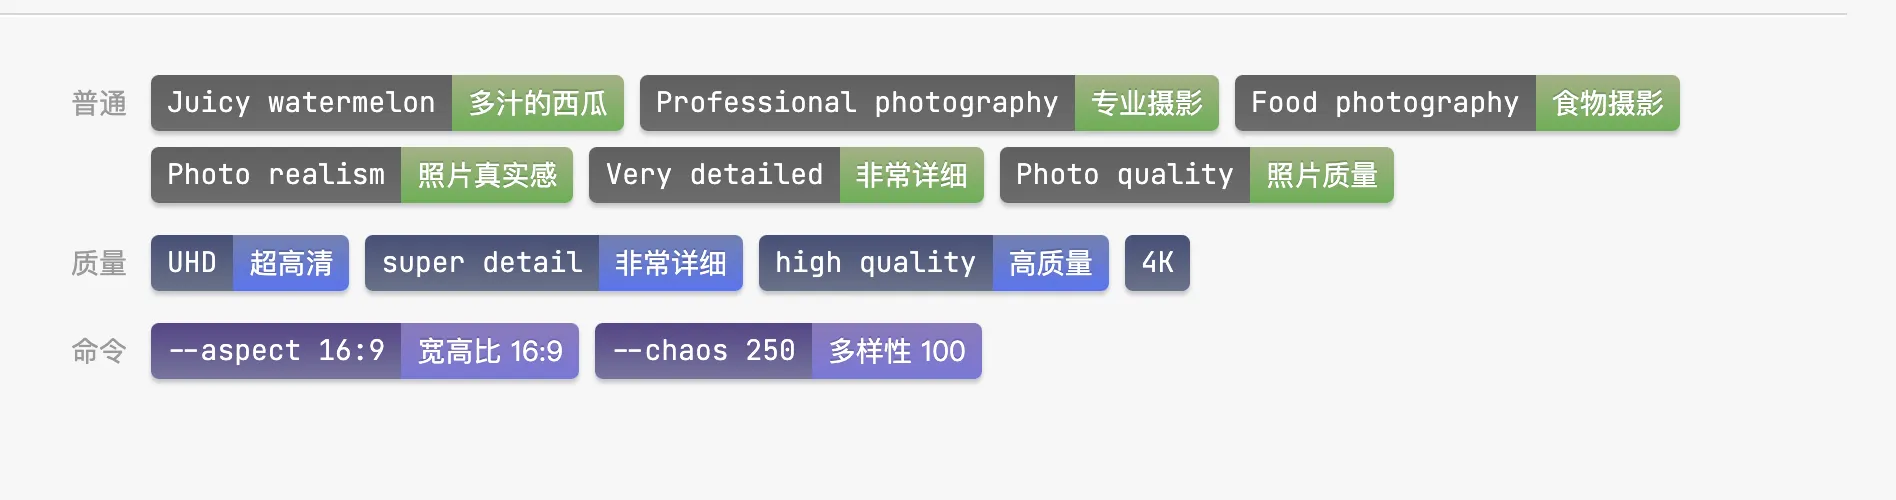 普通 Juicy watermelon 多汁的西瓜 Professional photography 专业摄影 Food photography 食物摄影
Photo realism 照片真实感 Very detailed 非常详细 Photo quality 照片质量
质量 UHD 超高清 super detail 非常详细 high quality 高质量 4K
命令 --aspect 16:9 宽高比 16:9 --chaos 250 多样性 100